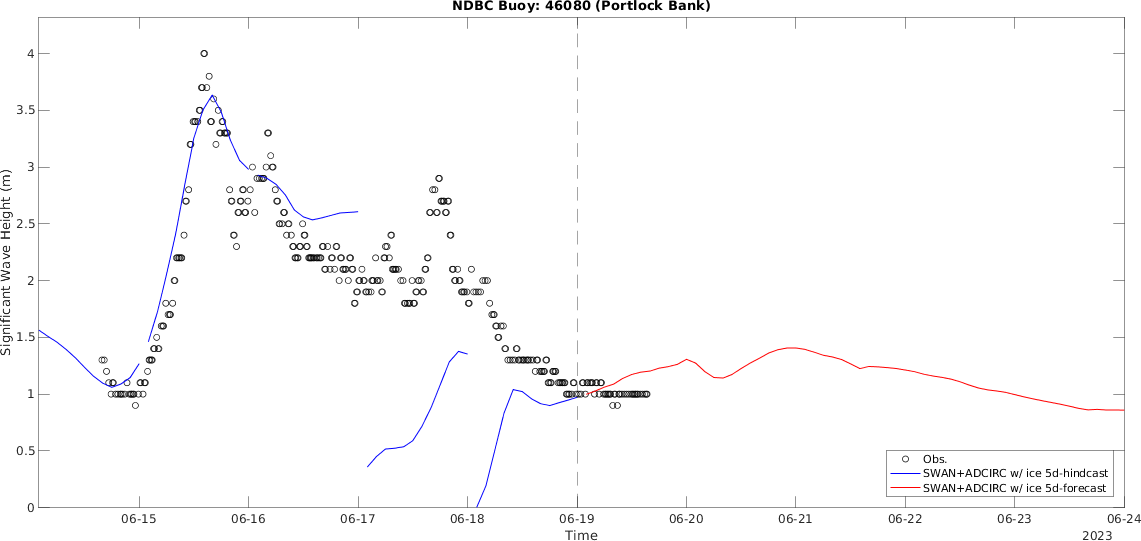 NDBC Buoy: 46080 (Portlock Bank)
Significant Wave Height (m)
4
3.5
3
2.5
2
1.5
1
0.5
0
Obs.
SWAN+ADCIRC w/ ice 5d-hindcast
SWAN+ADCIRC w/ ice 5d-forecast
06-15 06-16 06-17 06-18 06-19 06-20 06-21 06-22 06-23 06-24
Time
2023